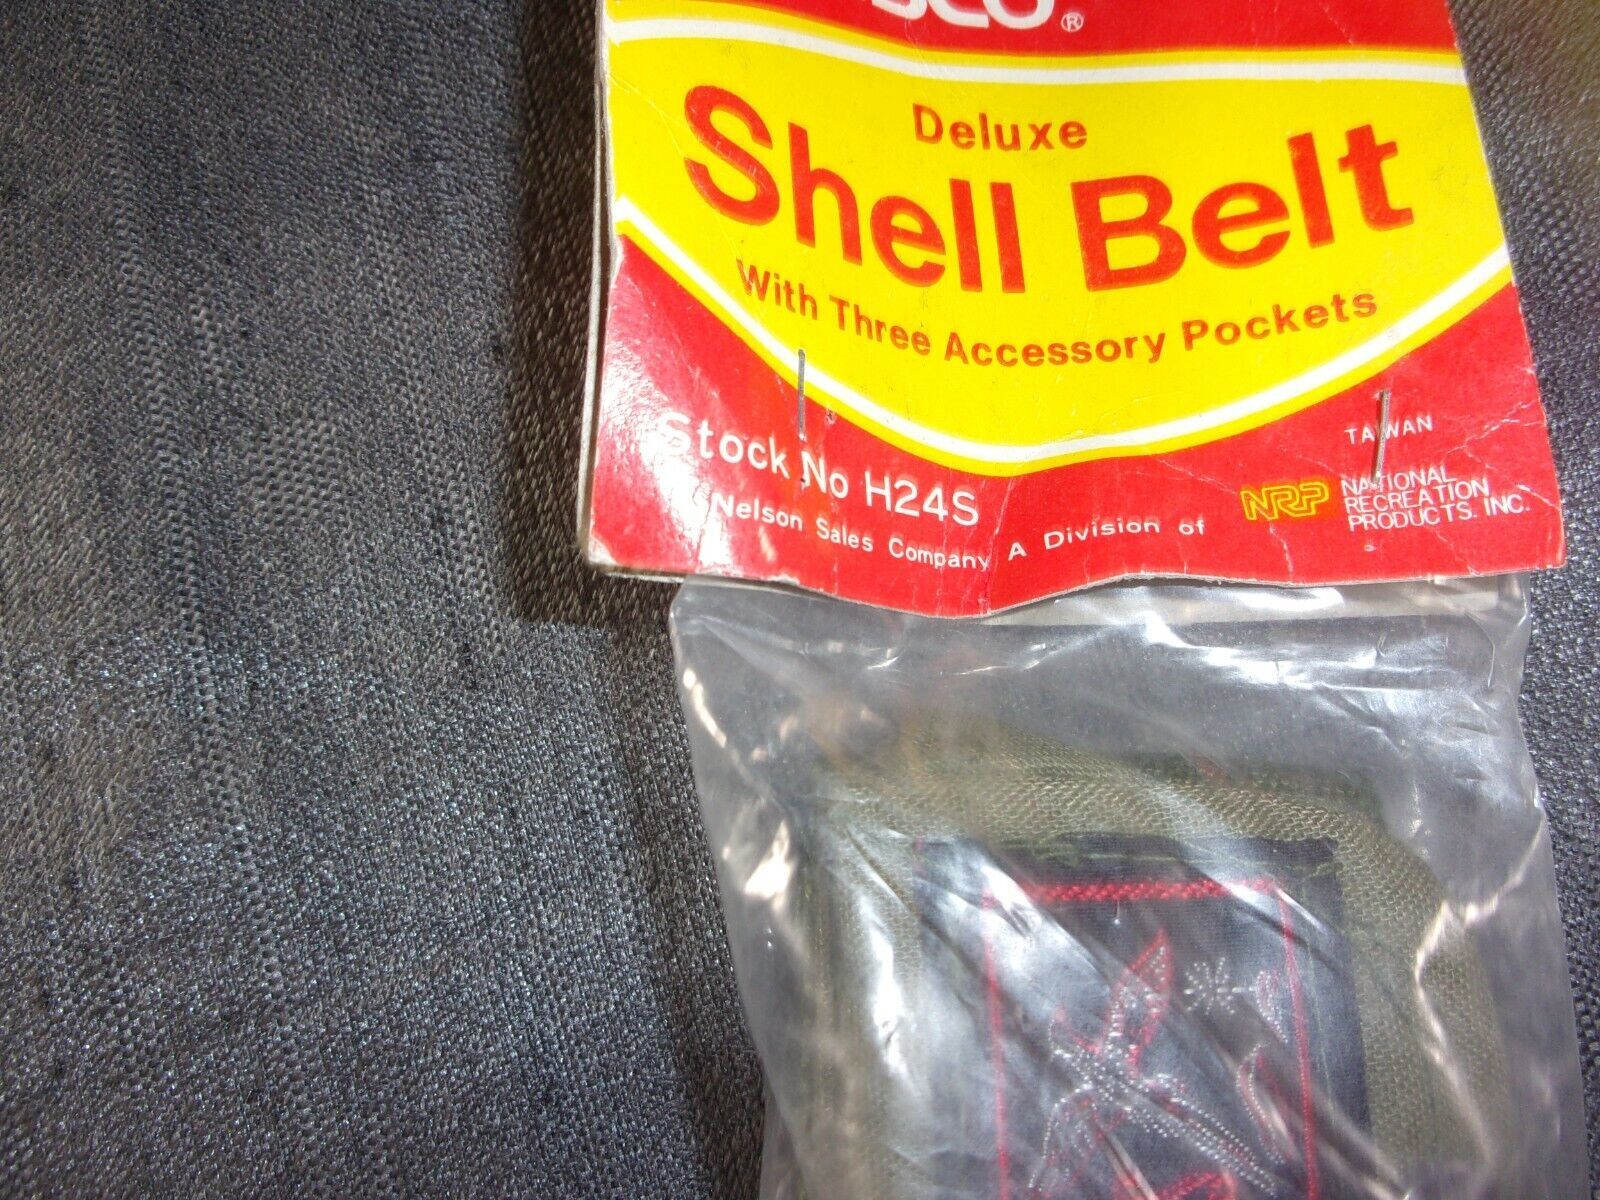 Deluxe
Shell Belt
With Three Accessory Pockets
Stock No H24S
TAIWAN
Nelson Sales Company A Division of
NRP
NATIONAL
RECREATION
PRODUCTS. INC.